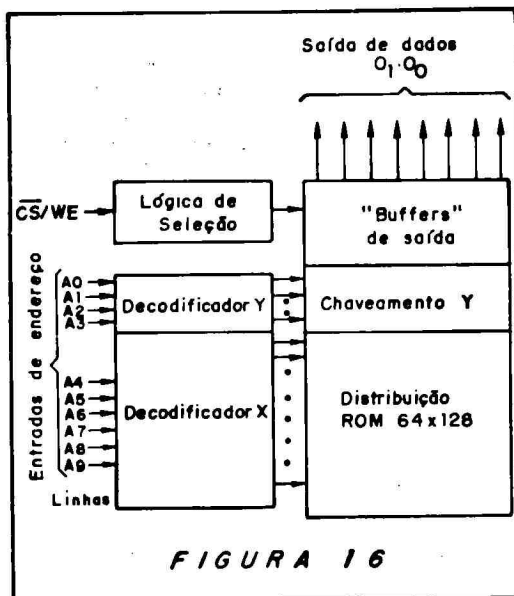 Saída de dados
O1·O0
CS/WE
Lógica de
Seleção
"Buffers"
de saída
Entradas de endereço
A0
A1
A2
A3
Decodificador Y
Chaveamento Y
A4
A5
A6
A7
A8
A9
Decodificador X
Distribuição
ROM 64x128
Linhas
FIGURA 16